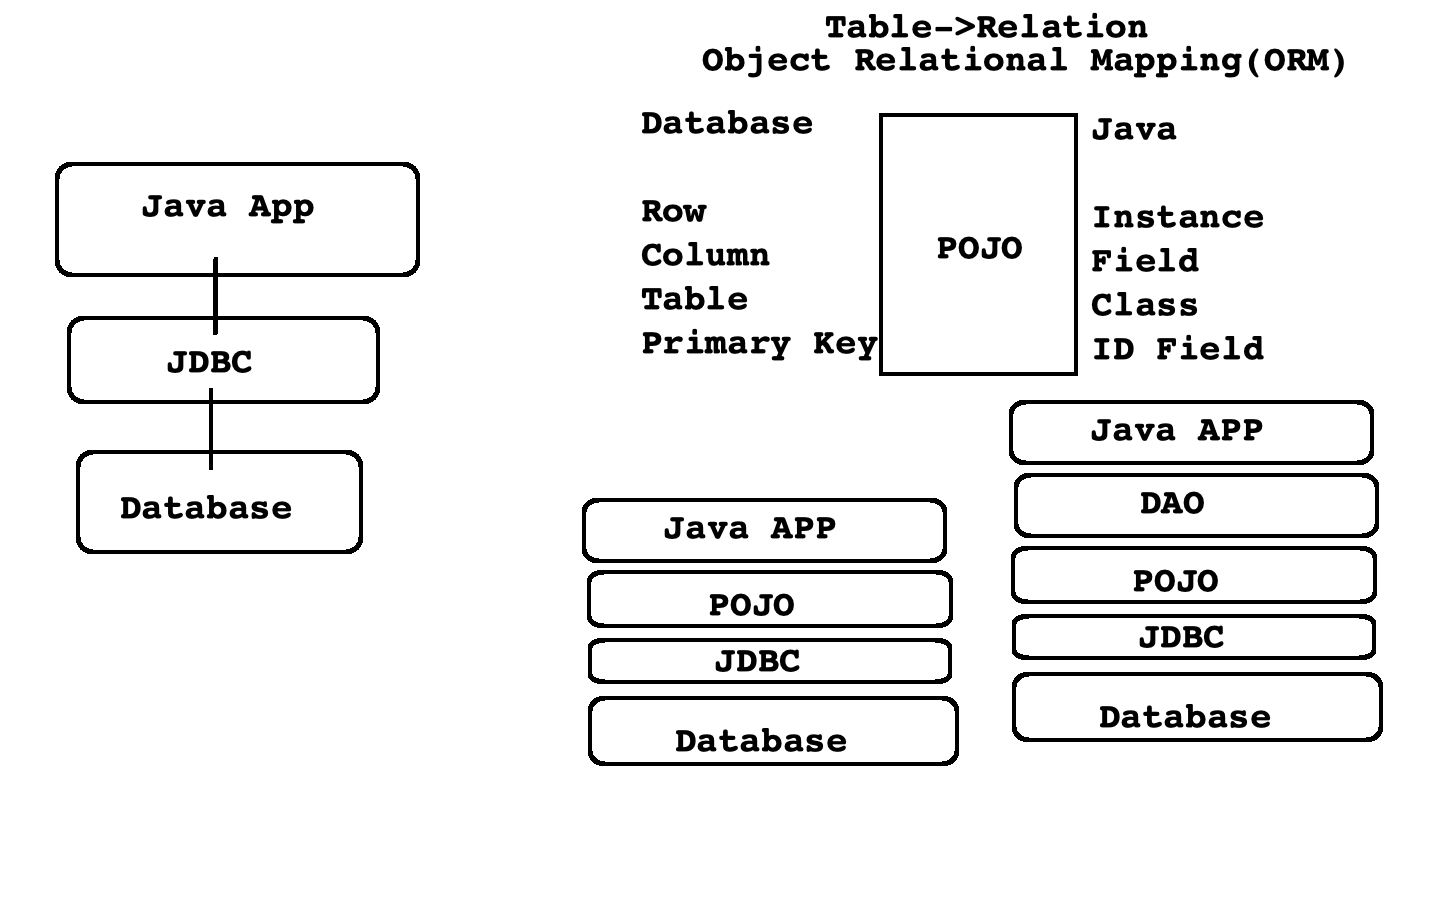 Table->Relation
Object Relational Mapping(ORM)
Java App
JDBC
Database
Database
Row
Column
Table
Primary Key
POJO
Java
Instance
Field
Class
ID Field
Java APP
POJO
JDBC
Database
Java APP
DAO
POJO
JDBC
Database